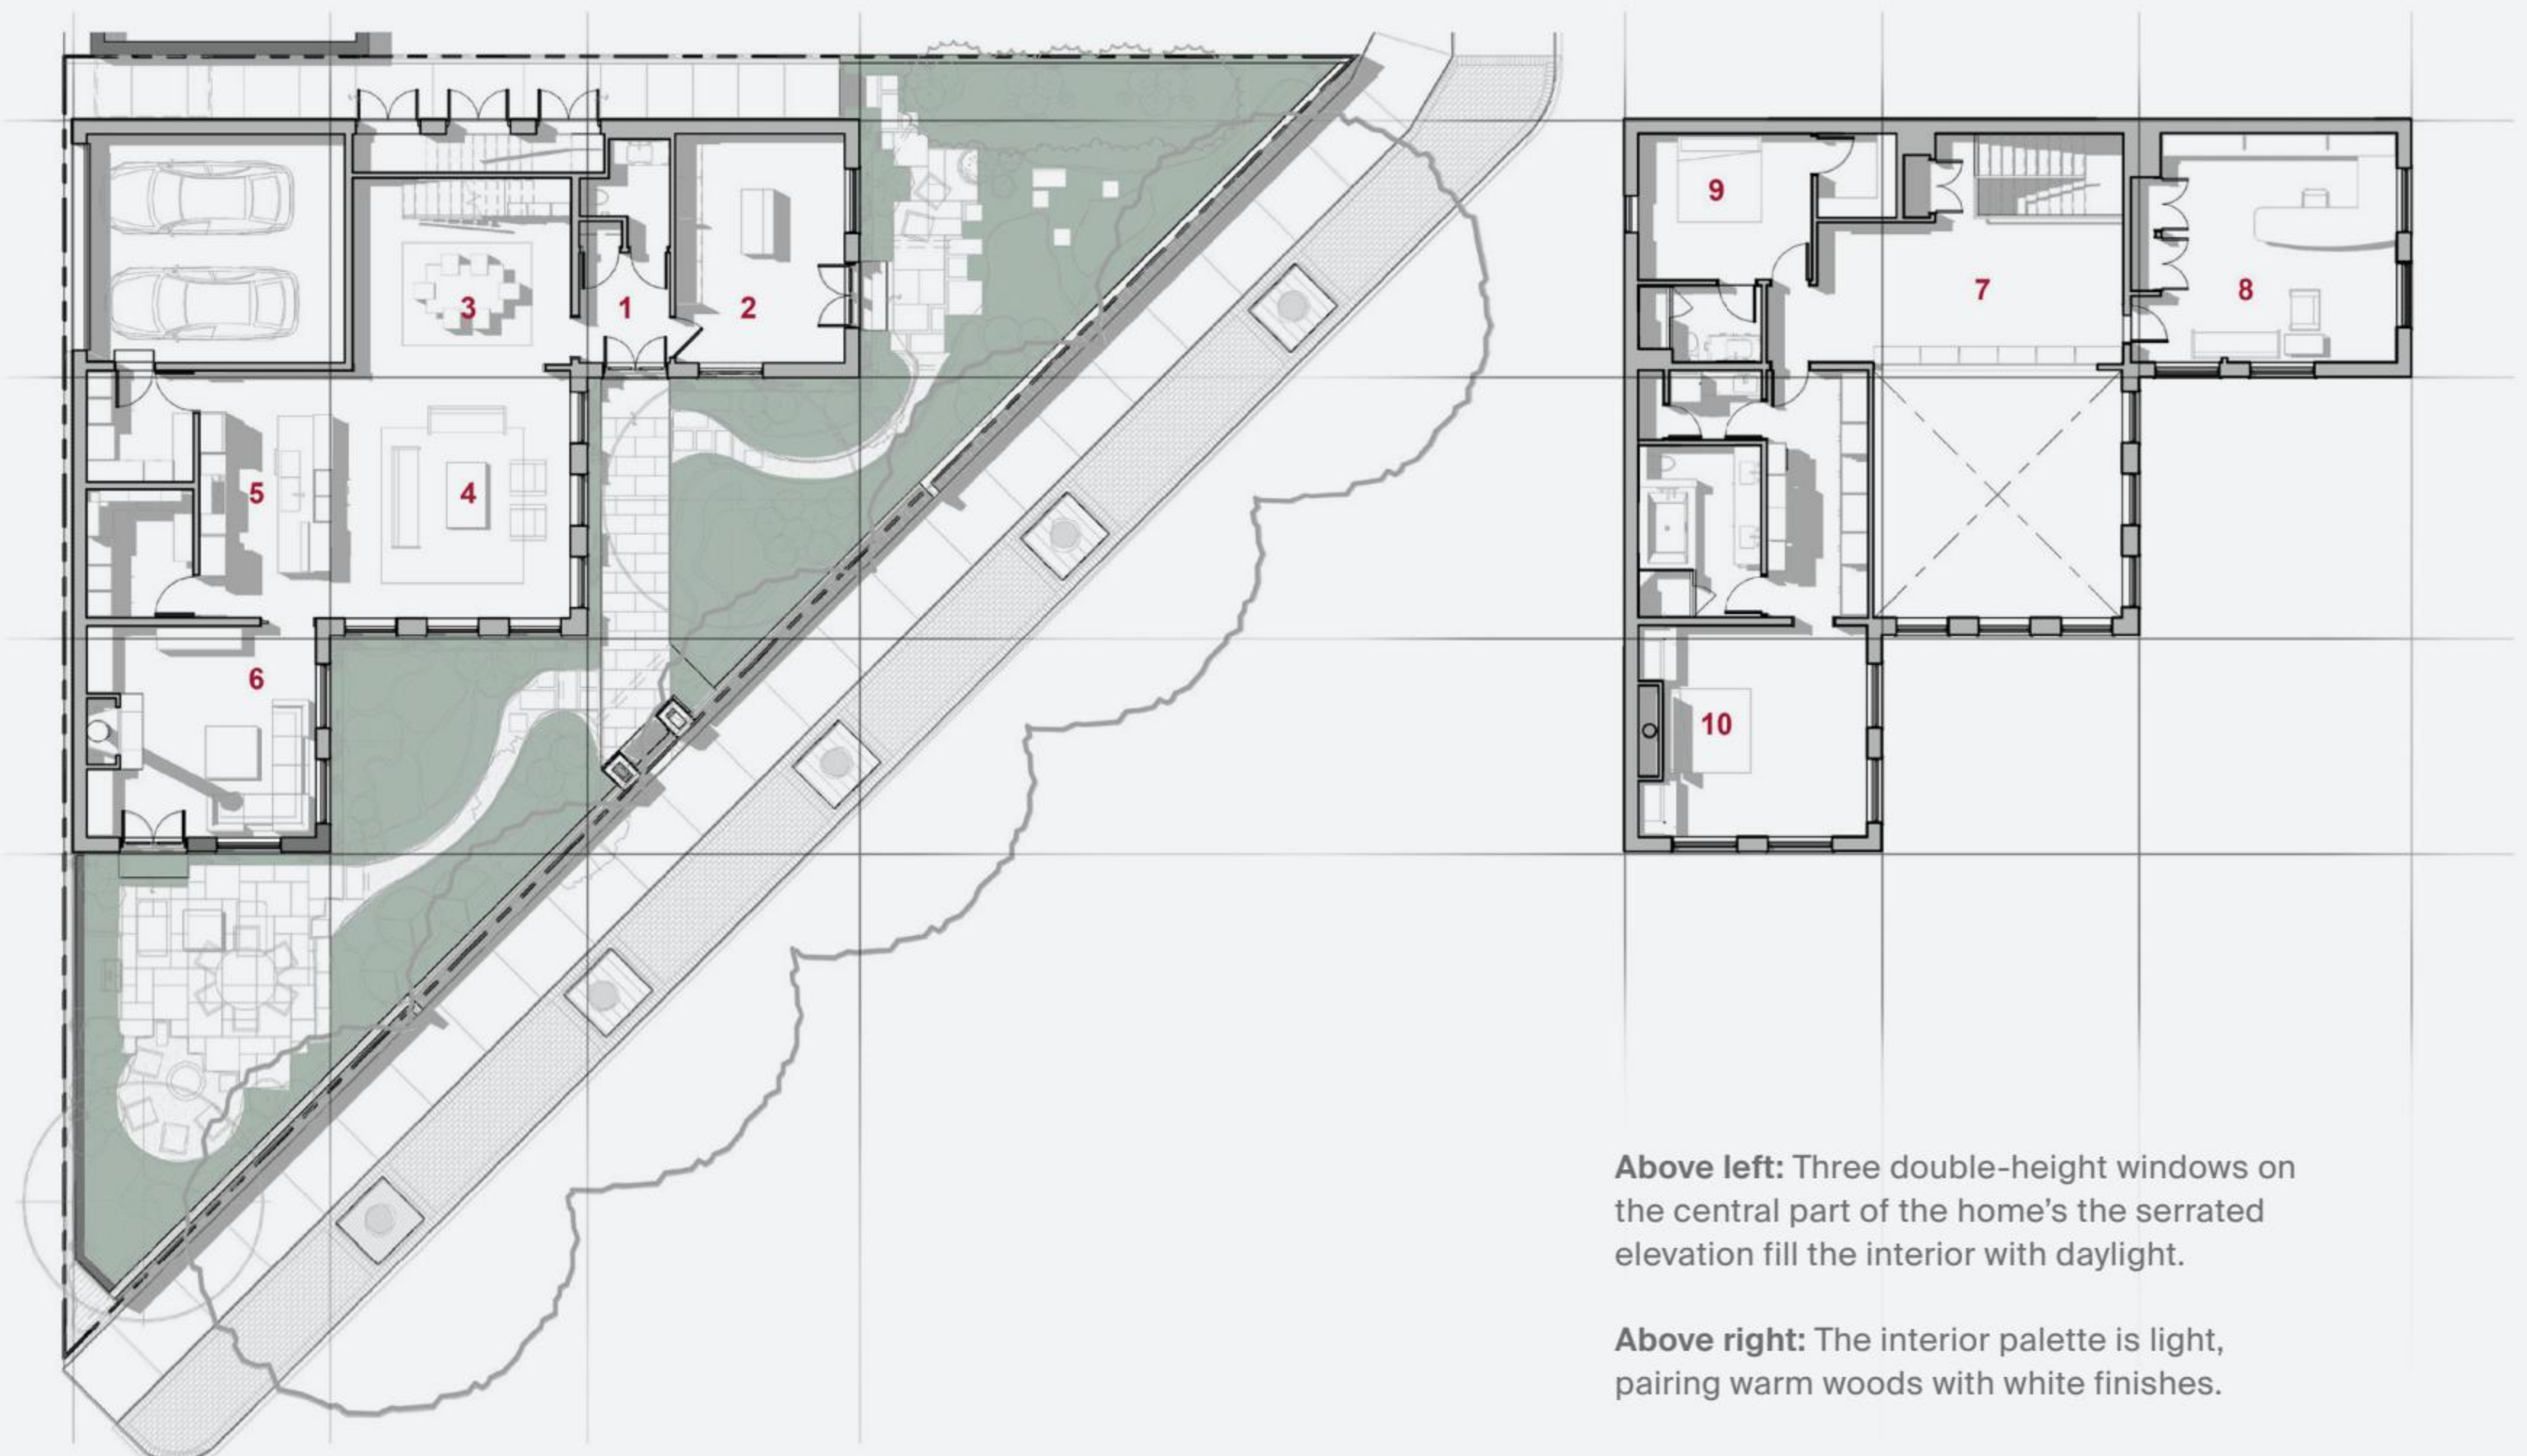 9
3
1
2
7
8
5
4
6
10
Above left: Three double-height windows on
the central part of the home's the serrated
elevation fill the interior with daylight.
Above right: The interior palette is light,
pairing warm woods with white finishes.